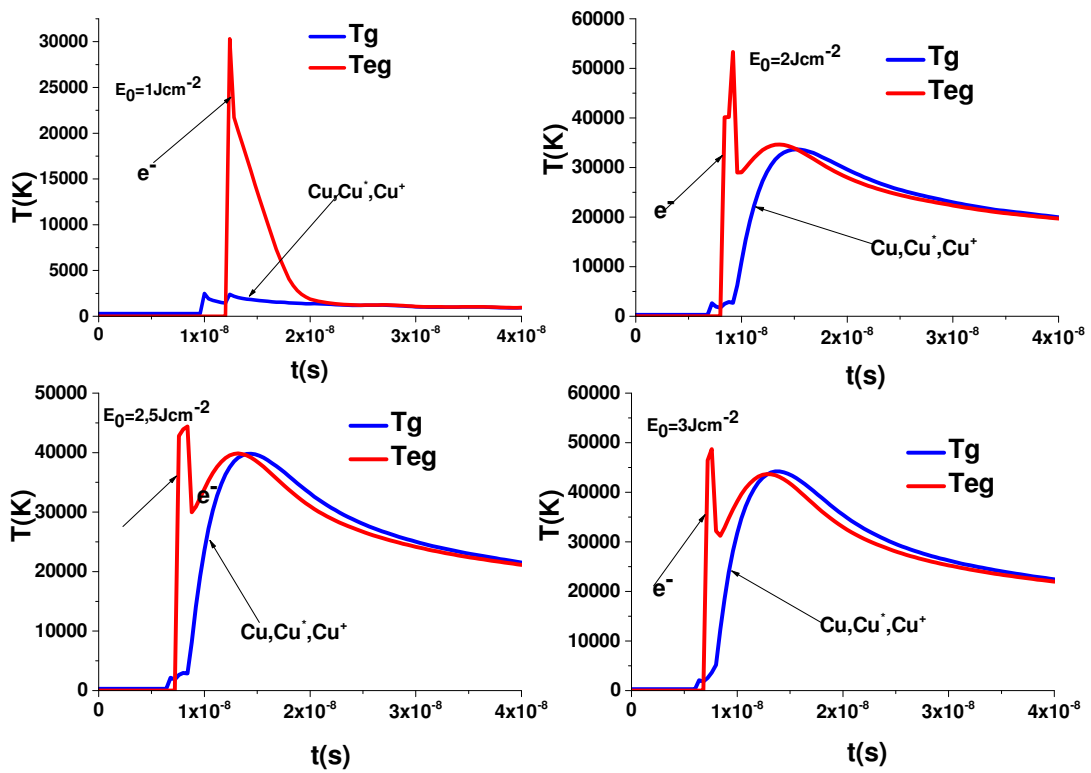 Tg
Teg
E₀=1Jcm⁻²
e⁻
Cu,Cu*,Cu⁺
T(K)
30000
25000
20000
15000
10000
5000
0
0
1x10⁻⁸
2x10⁻⁸
3x10⁻⁸
4x10⁻⁸
t(s)
Tg
Teg
E₀=2Jcm⁻²
e⁻
Cu,Cu*,Cu⁺
T(K)
60000
50000
40000
30000
20000
10000
0
0
1x10⁻⁸
2x10⁻⁸
3x10⁻⁸
4x10⁻⁸
t(s)
E₀=2,5Jcm⁻²
Tg
Teg
e⁻
Cu,Cu*,Cu⁺
T(K)
50000
40000
30000
20000
10000
0
0
1x10⁻⁸
2x10⁻⁸
3x10⁻⁸
4x10⁻⁸
t(s)
E₀=3Jcm⁻²
Tg
Teg
e⁻
Cu,Cu*,Cu⁺
T(K)
60000
50000
40000
30000
20000
10000
0
0
1x10⁻⁸
2x10⁻⁸
3x10⁻⁸
4x10⁻⁸
t(s)